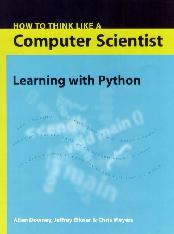 HOW TO THINK LIKE A
Computer Scientist
Learning with Python
main ()
Allen Downey, Jeffrey Elkner & Chris Meyers